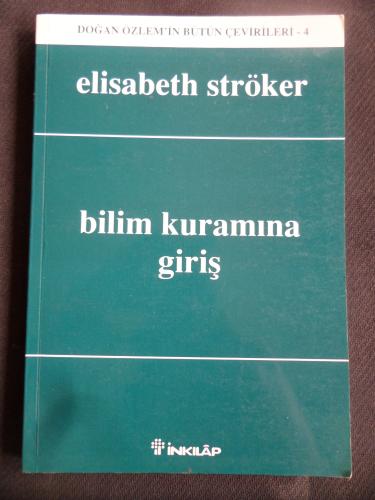 DOĞAN ÖZLEM'İN BÜTÜN ÇEVİRİLERİ - 4
elisabeth ströker
bilim kuramına
giriş
İNKILÂP